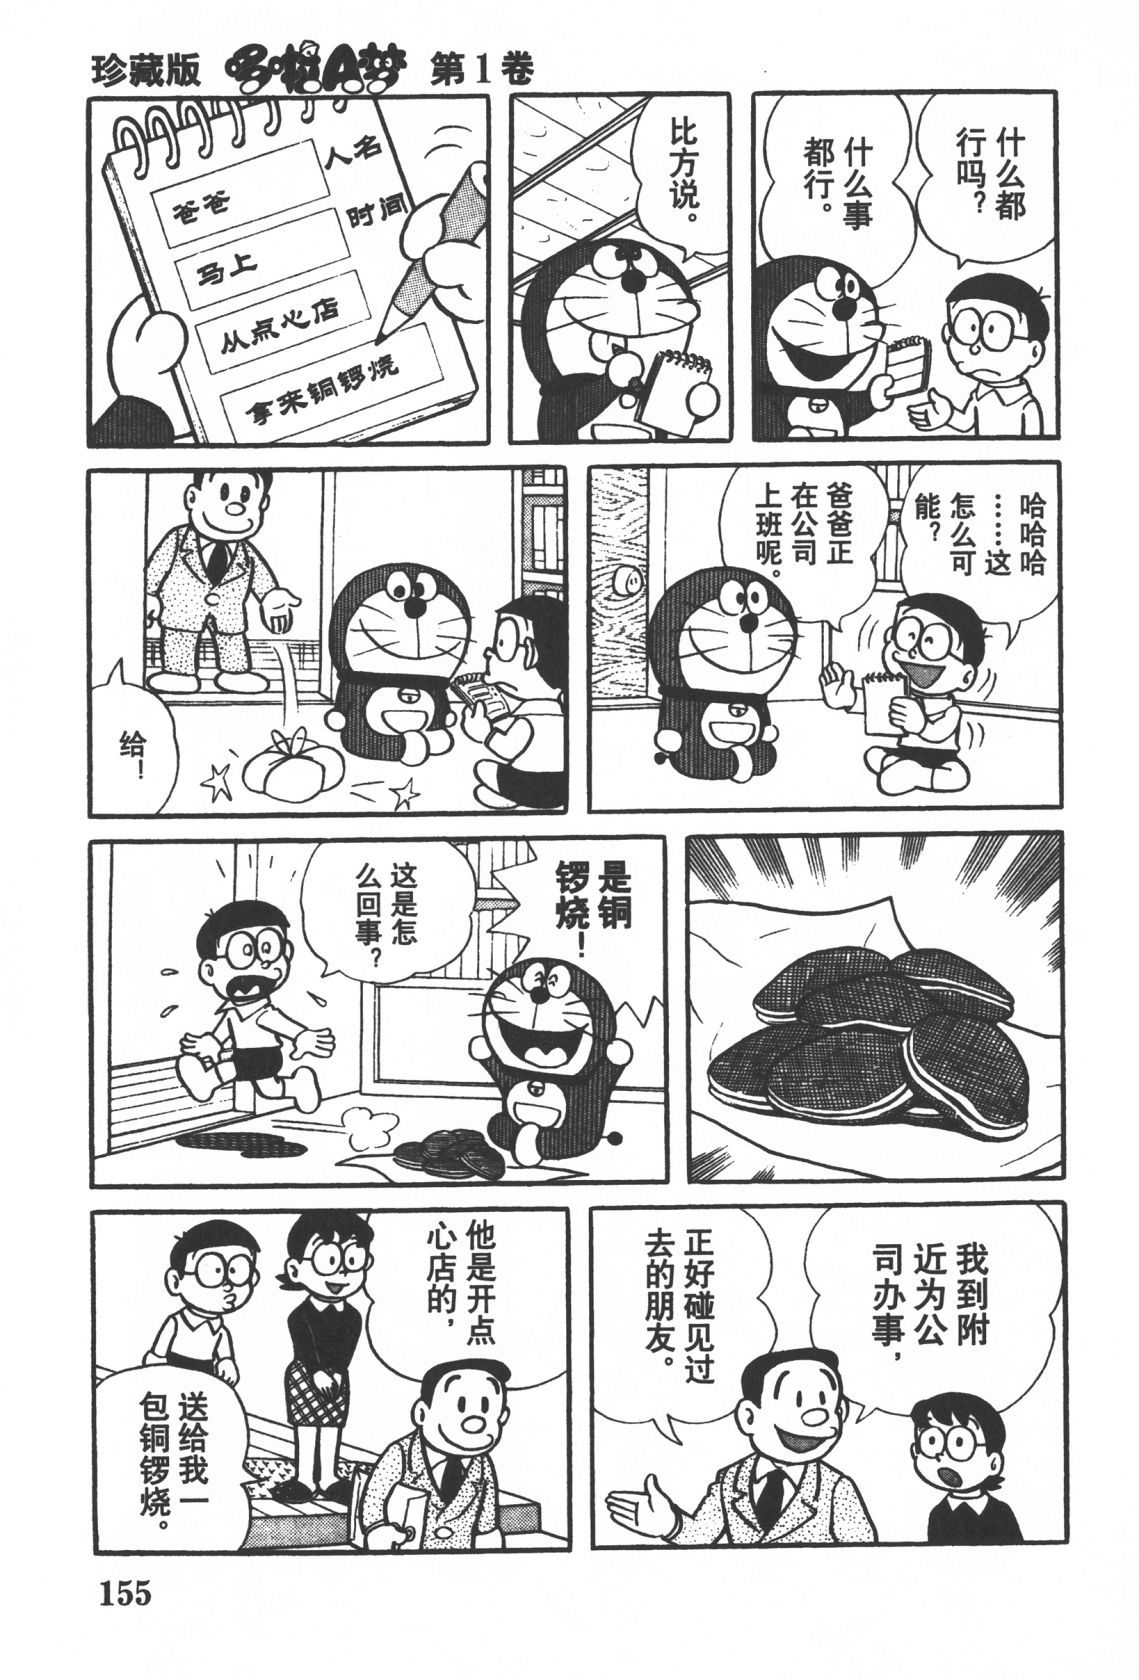 珍藏版 哆啦A梦 第1卷
什么都
行吗？
什么事
都行。
比方说。
人名
爸爸
时间
马上
从点心店
拿来铜锣烧
哈哈哈
……这
怎么可
能？
爸爸正
在公司
上班呢。
给！
是铜
锣烧！
这是怎
么回事？
我到附
近为公
司办事，
正好碰见过
去的朋友。
他是开点
心店的，
送给我一
包铜锣烧。
155